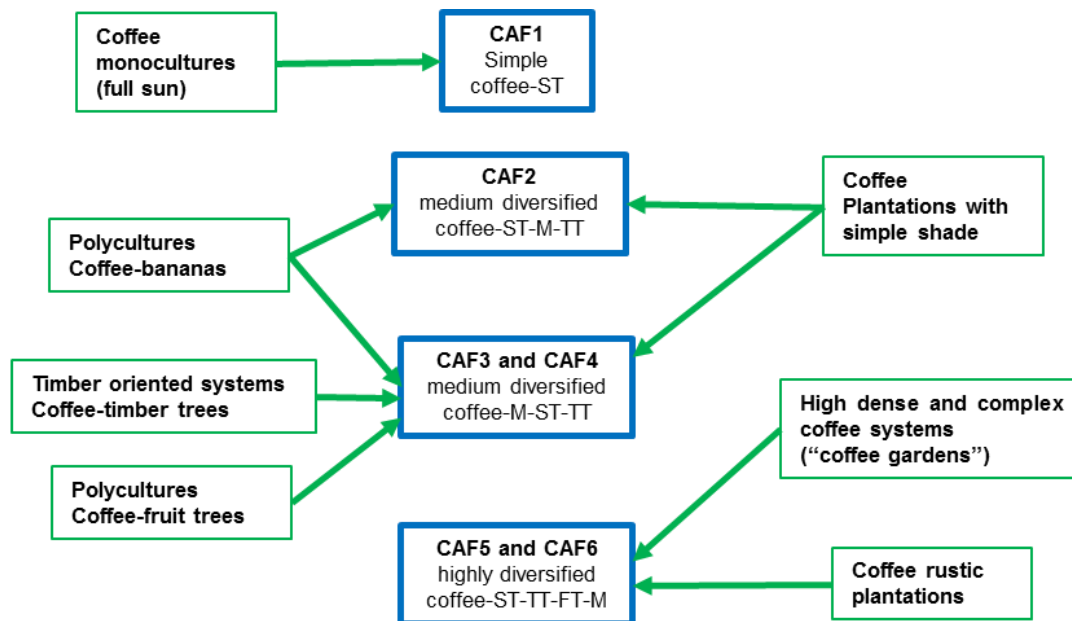 Coffee
monocultures
(full sun)
CAF1
Simple
coffee-ST
CAF2
medium diversified
coffee-ST-M-TT
Coffee
Plantations with
simple shade
Polycultures
Coffee-bananas
CAF3 and CAF4
medium diversified
coffee-M-ST-TT
Timber oriented systems
Coffee-timber trees
High dense and complex
coffee systems
(“coffee gardens”)
Polycultures
Coffee-fruit trees
CAF5 and CAF6
highly diversified
coffee-ST-TT-FT-M
Coffee rustic
plantations